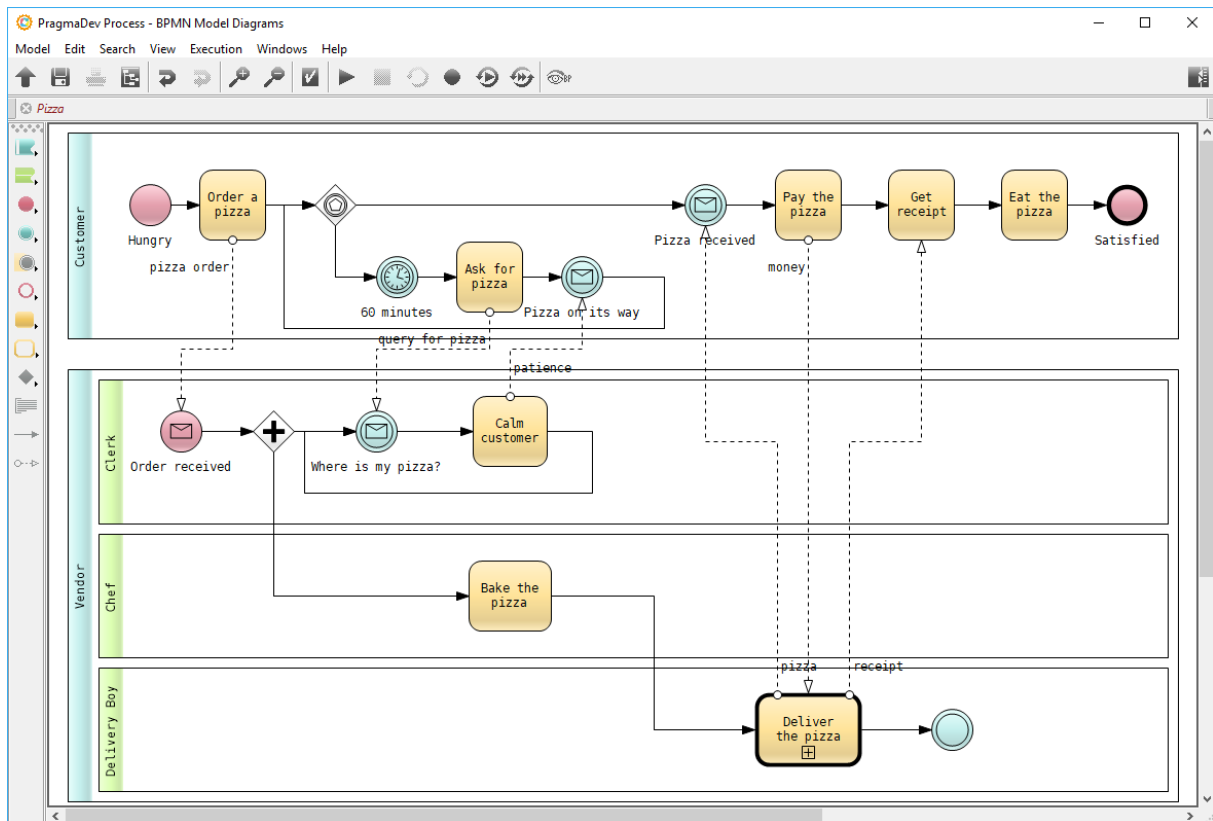 PragmaDev Process - BPMN Model Diagrams
Model Edit Search View Execution Windows Help
BP
Pizza
Customer
Hungry
Order a
pizza
pizza order
60 minutes
Ask for
pizza
query for pizza
Pizza on its way
patience
Pizza received
Pay the
pizza
money
Get
receipt
Eat the
pizza
Satisfied
Vendor
Clerk
Order received
Where is my pizza?
Calm
customer
Chef
Bake the
pizza
Delivery Boy
pizza
receipt
Deliver
the pizza